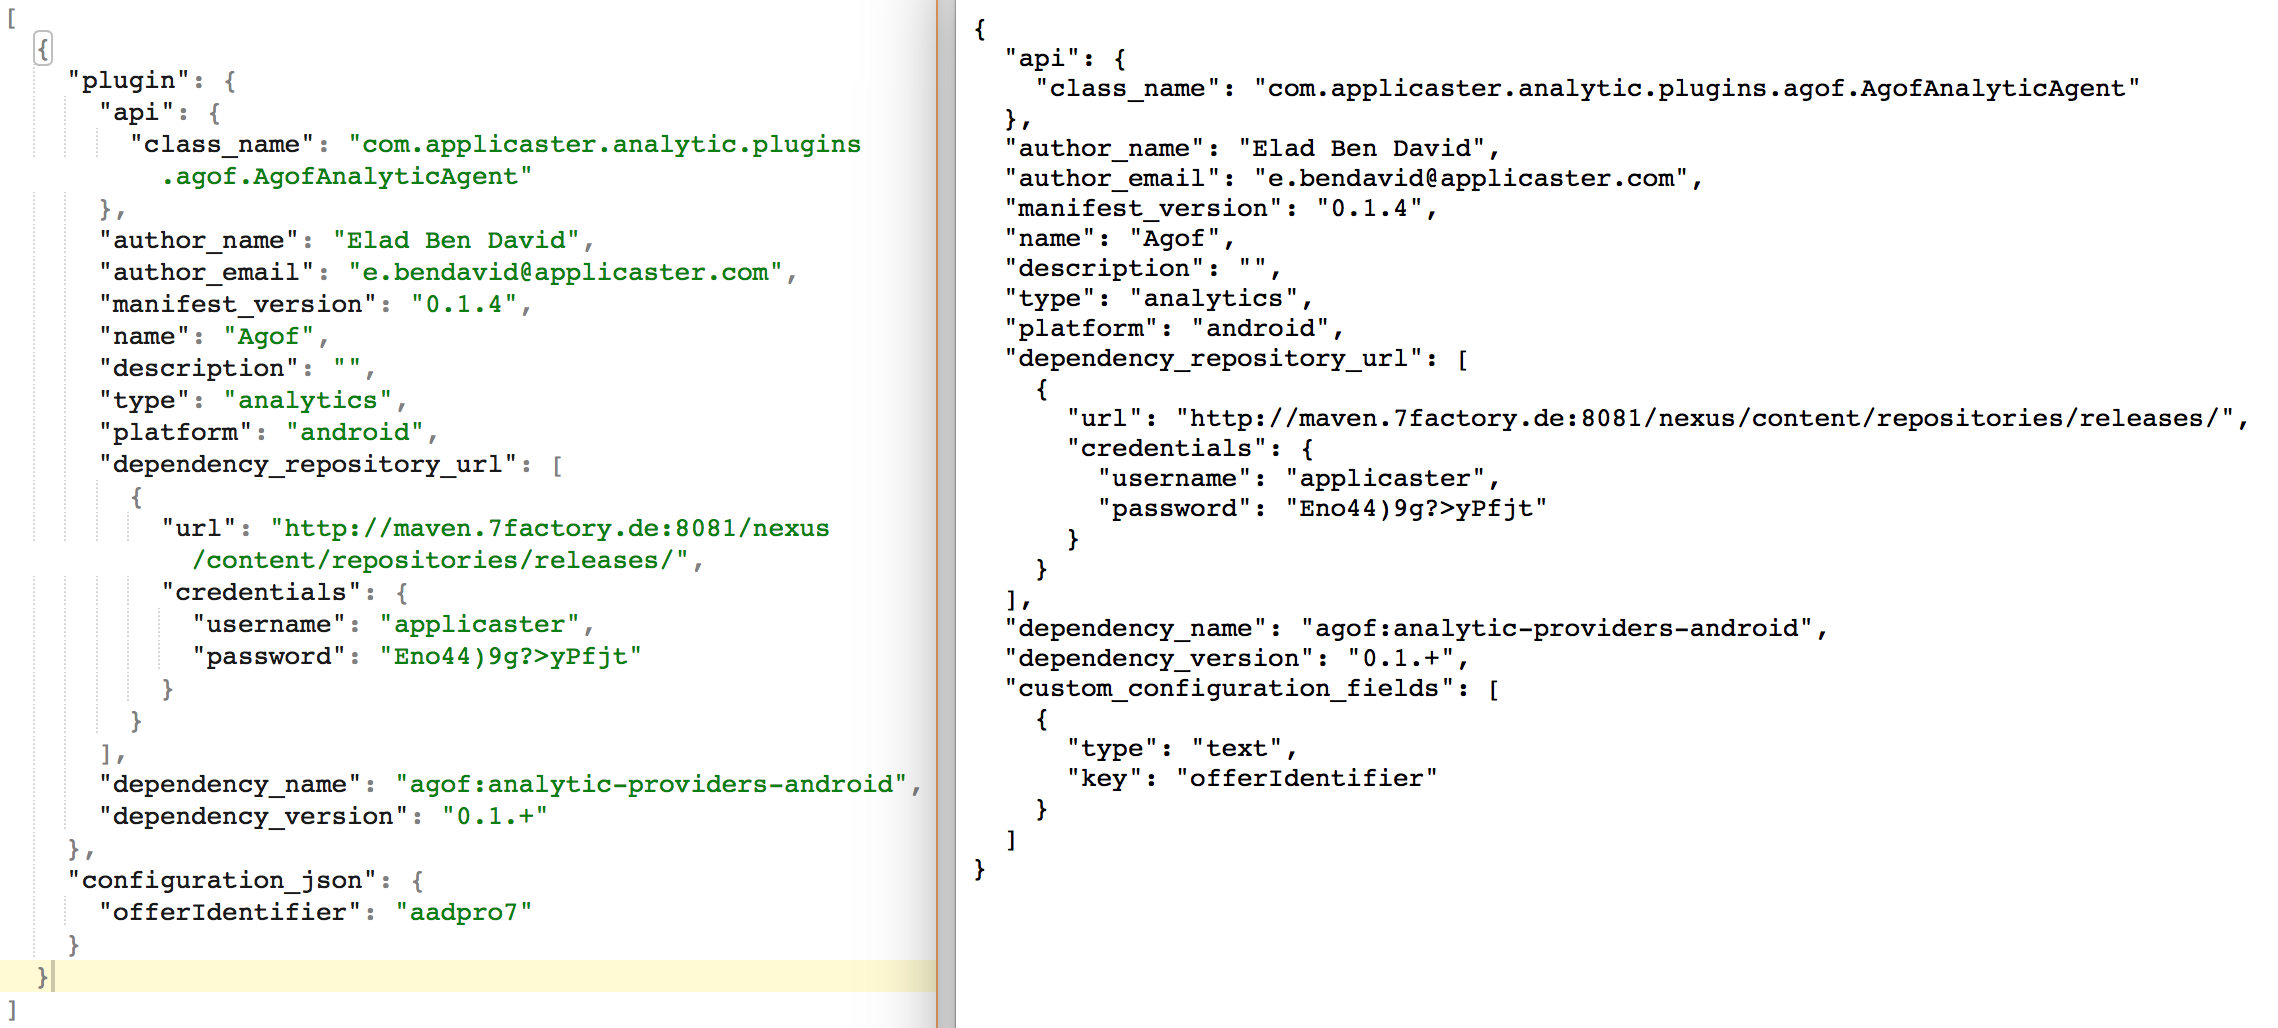 [
  {
    "plugin": {
      "api": {
        "class_name": "com.applicaster.analytic.plugins
          .agof.AgofAnalyticAgent"
      },
      "author_name": "Elad Ben David",
      "author_email": "e.bendavid@applicaster.com",
      "manifest_version": "0.1.4",
      "name": "Agof",
      "description": "",
      "type": "analytics",
      "platform": "android",
      "dependency_repository_url": [
        {
          "url": "http://maven.7factory.de:8081/nexus
            /content/repositories/releases/",
          "credentials": {
            "username": "applicaster",
            "password": "Eno44)9g?>yPfjt"
          }
        }
      ],
      "dependency_name": "agof:analytic-providers-android",
      "dependency_version": "0.1.+"
    },
    "configuration_json": {
      "offerIdentifier": "aadpro7"
    }
  }
]
{
  "api": {
    "class_name": "com.applicaster.analytic.plugins.agof.AgofAnalyticAgent"
  },
  "author_name": "Elad Ben David",
  "author_email": "e.bendavid@applicaster.com",
  "manifest_version": "0.1.4",
  "name": "Agof",
  "description": "",
  "type": "analytics",
  "platform": "android",
  "dependency_repository_url": [
    {
      "url": "http://maven.7factory.de:8081/nexus/content/repositories/releases/",
      "credentials": {
        "username": "applicaster",
        "password": "Eno44)9g?>yPfjt"
      }
    }
  ],
  "dependency_name": "agof:analytic-providers-android",
  "dependency_version": "0.1.+",
  "custom_configuration_fields": [
    {
      "type": "text",
      "key": "offerIdentifier"
    }
  ]
}